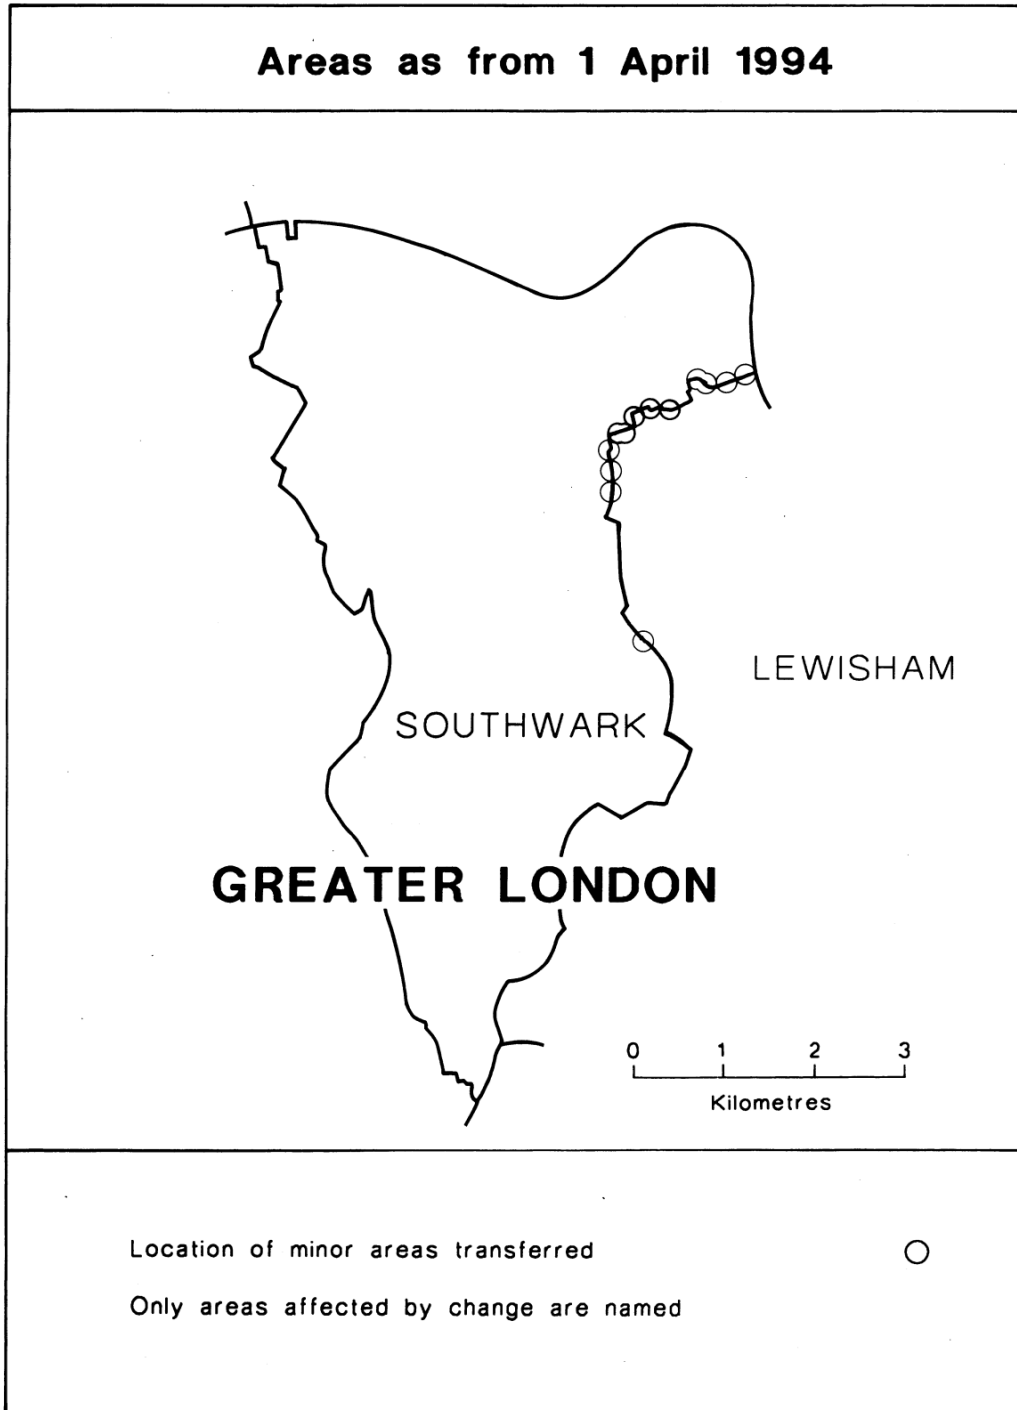 Areas as from 1 April 1994
LEWISHAM
SOUTHWARK
GREATER LONDON
0 1 2 3
Kilometres
Location of minor areas transferred
Only areas affected by change are named